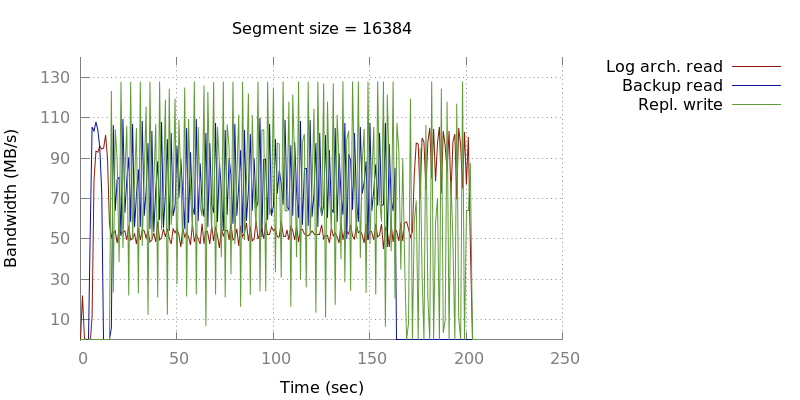 Segment size = 16384
Log arch. read
Backup read
Repl. write
Bandwidth (MB/s)
130
110
90
70
50
30
10
0 50 100 150 200 250
Time (sec)